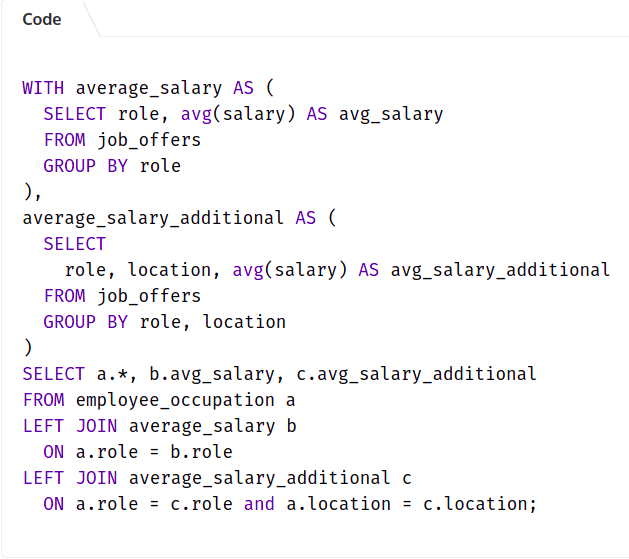 Code
WITH average_salary AS (
  SELECT role, avg(salary) AS avg_salary
  FROM job_offers
  GROUP BY role
),
average_salary_additional AS (
  SELECT
    role, location, avg(salary) AS avg_salary_additional
  FROM job_offers
  GROUP BY role, location
)
SELECT a.*, b.avg_salary, c.avg_salary_additional
FROM employee_occupation a
LEFT JOIN average_salary b
  ON a.role = b.role
LEFT JOIN average_salary_additional c
  ON a.role = c.role and a.location = c.location;